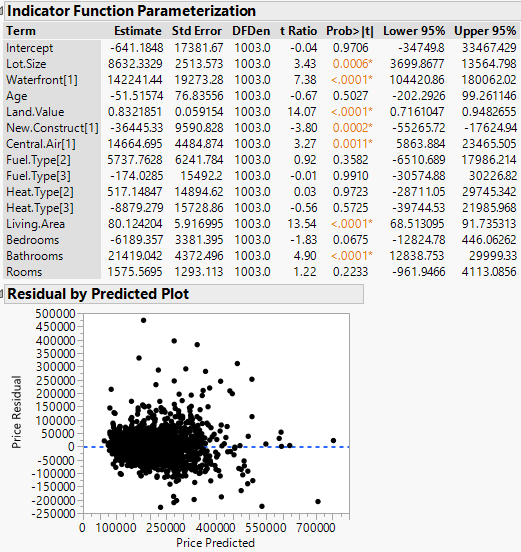 Indicator Function Parameterization
Term Estimate Std Error DFDen t Ratio Prob>|t| Lower 95% Upper 95%
Intercept -641.1848 17381.67 1003.0 -0.04 0.9706 -34749.8 33467.429
Lot.Size 8632.3329 2513.573 1003.0 3.43 0.0006* 3699.8677 13564.798
Waterfront[1] 142241.44 19273.28 1003.0 7.38 <.0001* 104420.86 180062.02
Age -51.51574 76.83556 1003.0 -0.67 0.5027 -202.2926 99.261146
Land.Value 0.8321851 0.059154 1003.0 14.07 <.0001* 0.7161047 0.9482655
New.Construct[1] -36445.33 9590.828 1003.0 -3.80 0.0002* -55265.72 -17624.94
Central.Air[1] 14664.695 4484.874 1003.0 3.27 0.0011* 5863.884 23465.505
Fuel.Type[2] 5737.7628 6241.784 1003.0 0.92 0.3582 -6510.689 17986.214
Fuel.Type[3] -174.0285 15492.2 1003.0 -0.01 0.9910 -30574.88 30226.82
Heat.Type[2] 517.14847 14894.62 1003.0 0.03 0.9723 -28711.05 29745.342
Heat.Type[3] -8879.279 15728.86 1003.0 -0.56 0.5725 -39744.53 21985.968
Living.Area 80.124204 5.916995 1003.0 13.54 <.0001* 68.513095 91.735313
Bedrooms -6189.357 3381.395 1003.0 -1.83 0.0675 -12824.78 446.06262
Bathrooms 21419.042 4372.496 1003.0 4.90 <.0001* 12838.753 29999.33
Rooms 1575.5695 1293.113 1003.0 1.22 0.2233 -961.9466 4113.0856
Residual by Predicted Plot
500000
450000
400000
350000
300000
250000
200000
150000
100000
50000
0
-50000
-100000
-150000
-200000
-250000
Price Residual
0 100000 250000 400000 550000 700000
Price Predicted